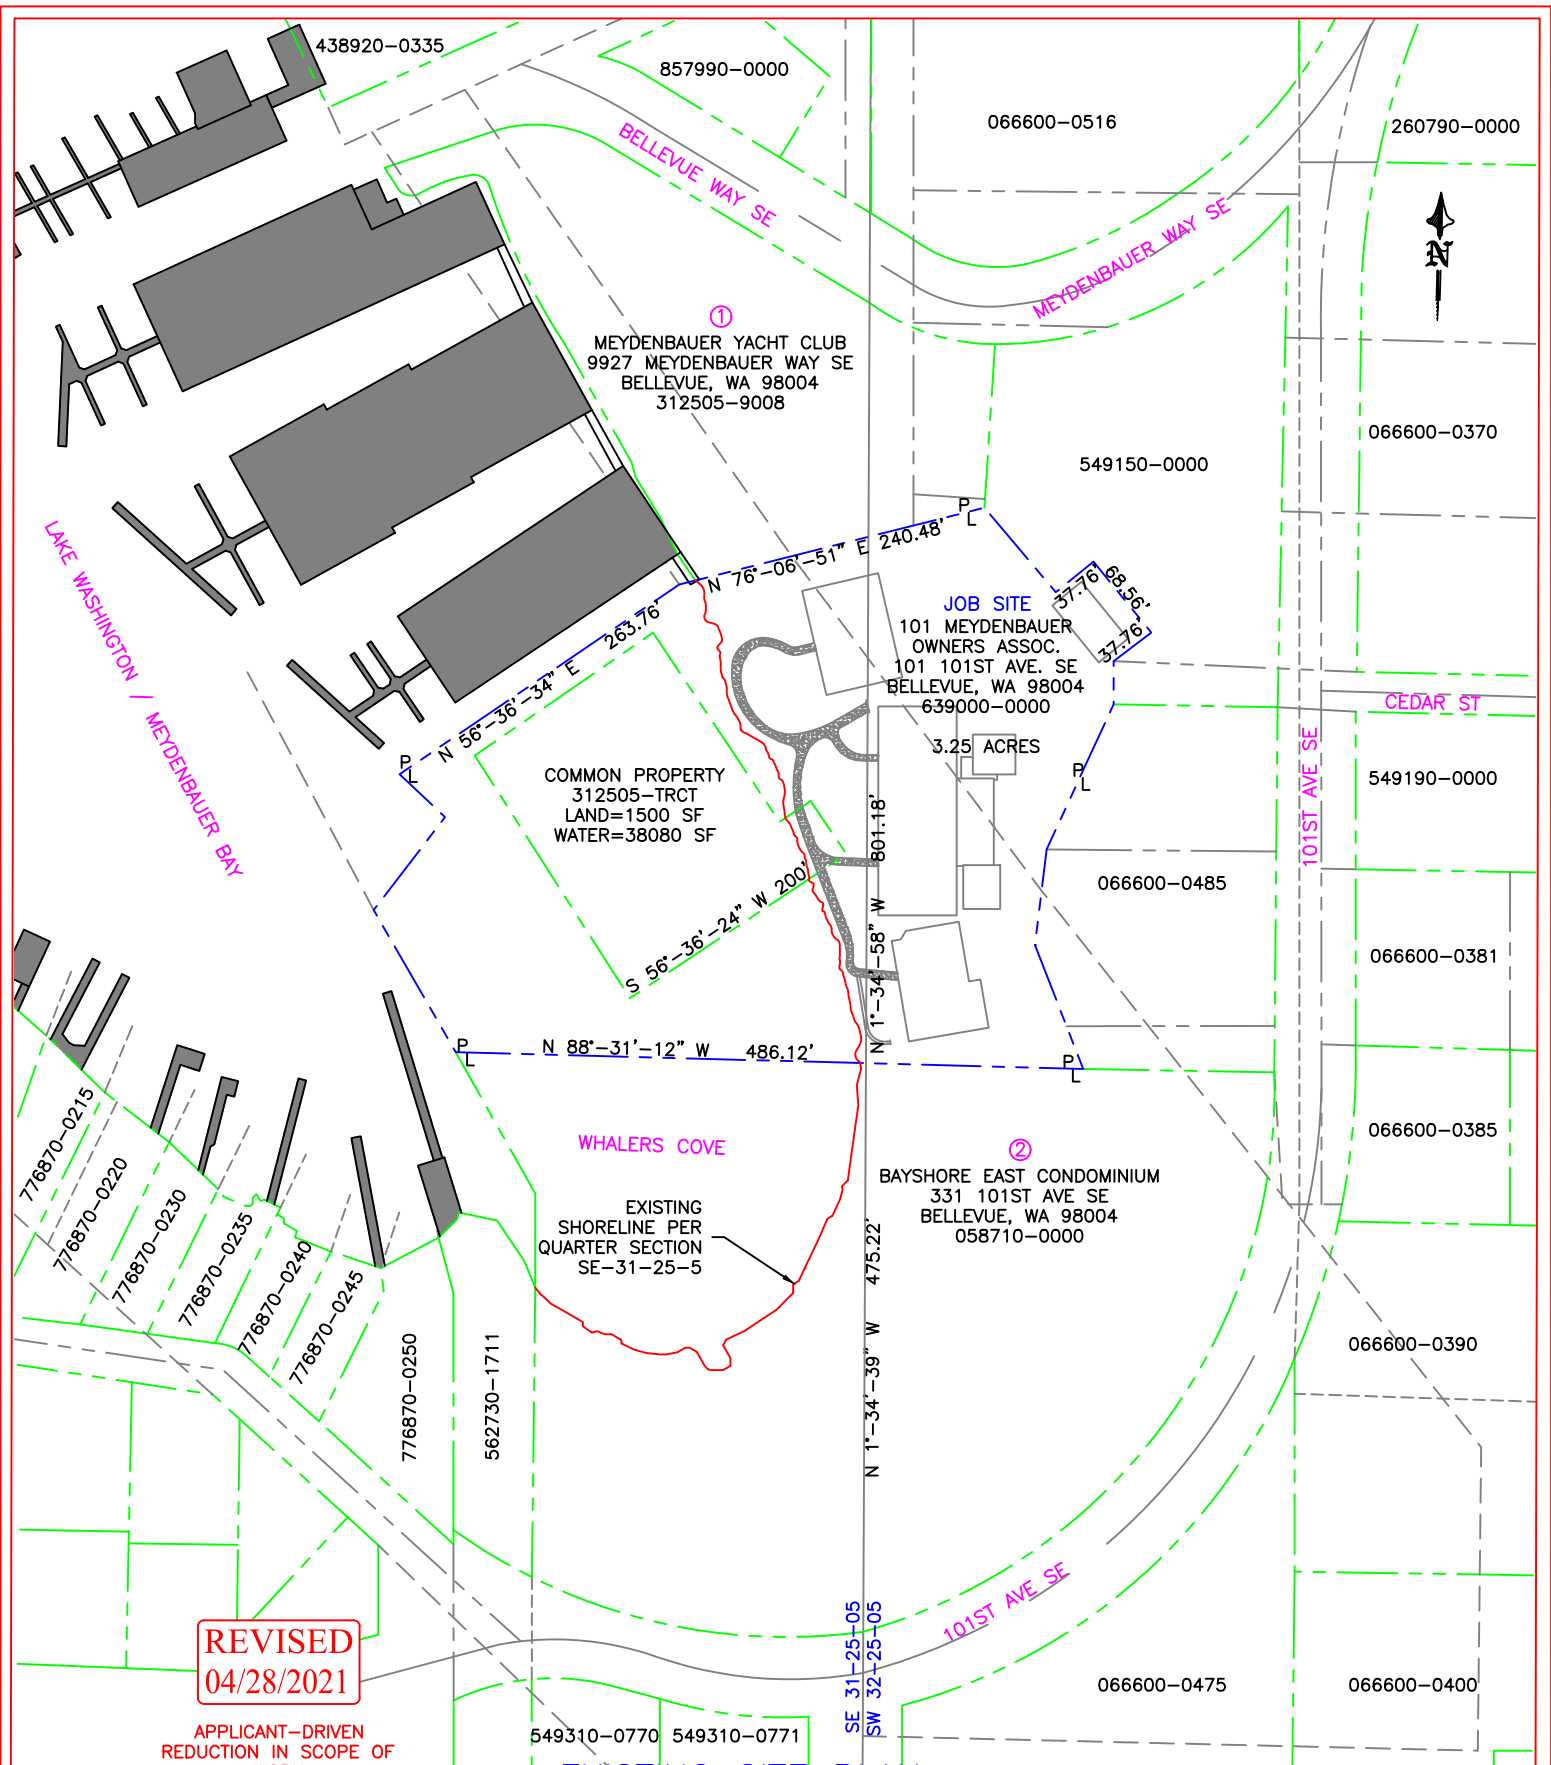 438920-0335
857990-0000
066600-0516
260790-0000
BELLEVUE WAY SE
MEYDENBAUER WAY SE
N
1
MEYDENBAUER YACHT CLUB
9927 MEYDENBAUER WAY SE
BELLEVUE, WA 98004
312505-9008
066600-0370
549150-0000
PL
N 76°-06'-51" E 240.48'
LAKE WASHINGTON / MEYDENBAUER BAY
37.76'
68.56'
37.76'
JOB SITE
101 MEYDENBAUER
OWNERS ASSOC.
101 101ST AVE. SE
BELLEVUE, WA 98004
639000-0000
3.25 ACRES
N 56°-36'-34" E 263.76'
PL
CEDAR ST
101ST AVE SE
PL
549190-0000
COMMON PROPERTY
312505-TRCT
LAND=1500 SF
WATER=38080 SF
N 1°-34'-58" W 801.18'
066600-0485
S 56°-36'-24" W 200'
066600-0381
PL
N 88°-31'-12" W 486.12'
PL
066600-0385
WHALERS COVE
2
BAYSHORE EAST CONDOMINIUM
331 101ST AVE SE
BELLEVUE, WA 98004
058710-0000
EXISTING
SHORELINE PER
QUARTER SECTION
SE-31-25-5
776870-0215
776870-0220
776870-0230
776870-0235
776870-0240
776870-0245
776870-0250
562730-1711
N 1°-34'-39" W 475.22'
066600-0390
101ST AVE SE
SE 31-25-05
SW 32-25-05
REVISED
04/28/2021
APPLICANT-DRIVEN
REDUCTION IN SCOPE OF
549310-0770
549310-0771
066600-0475
066600-0400